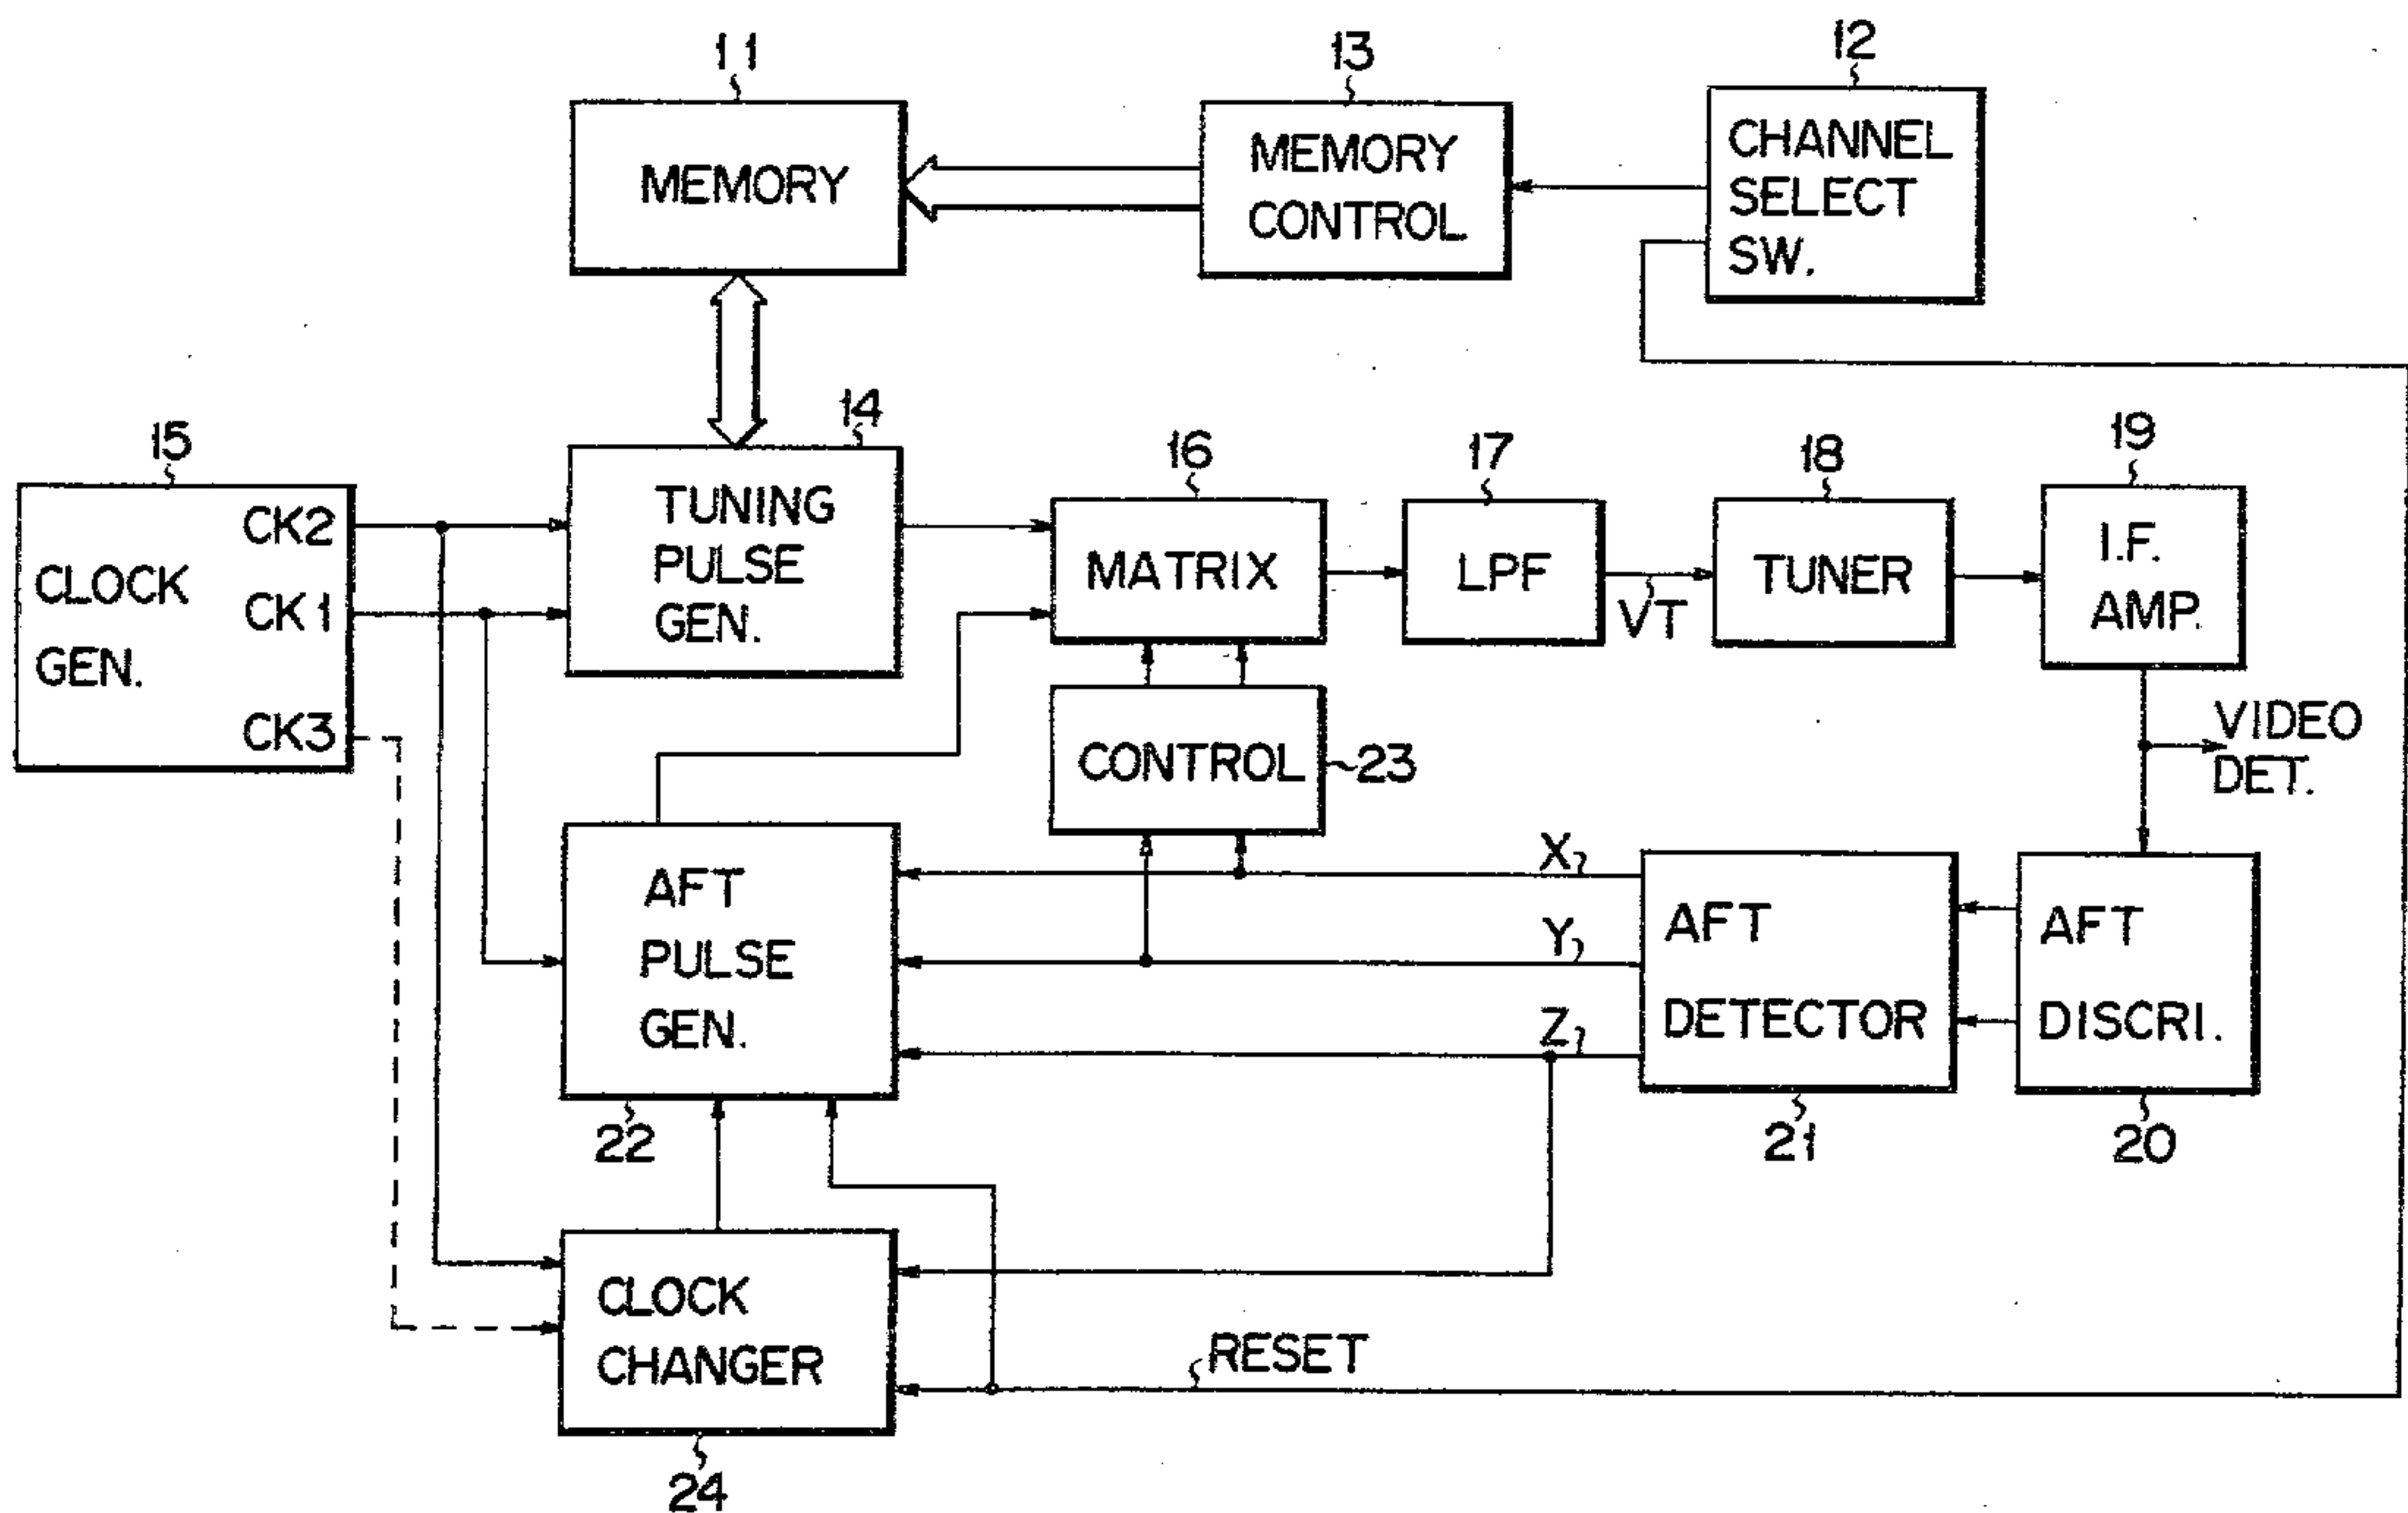 11
13
12
MEMORY
MEMORY
CONTROL
CHANNEL
SELECT
SW.
15
14
16
17
18
19
CK2
CLOCK
CK1
GEN.
CK3
TUNING
PULSE
GEN.
MATRIX
LPF
VT
TUNER
I.F.
AMP.
CONTROL
23
VIDEO
DET.
AFT
PULSE
GEN.
X
Y
Z
AFT
DETECTOR
AFT
DISCRI.
22
21
20
CLOCK
CHANGER
RESET
24